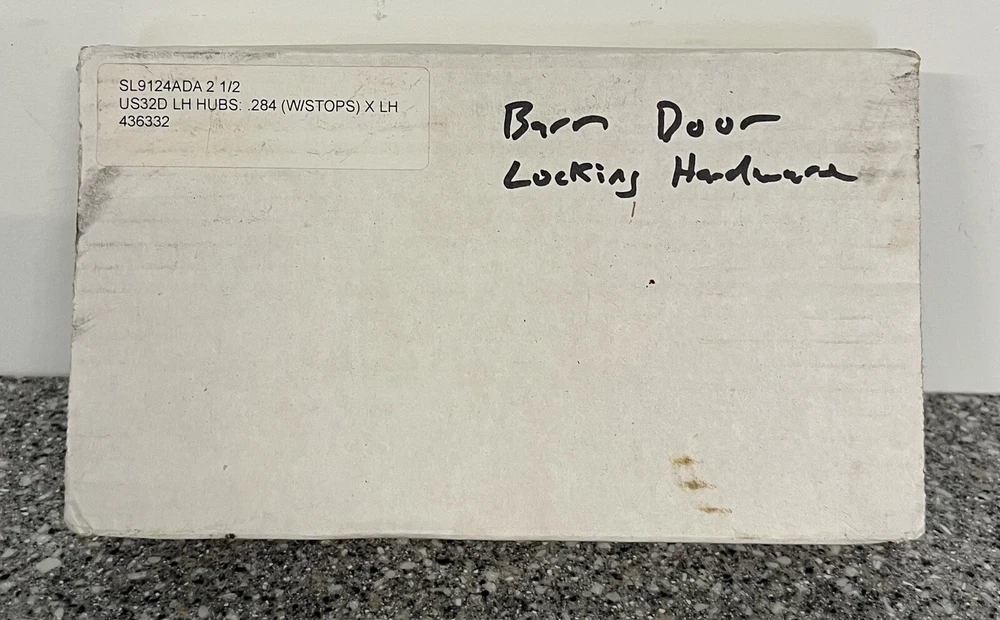 SL9124ADA 2 1/2
US32D LH HUBS: .284 (W/STOPS) X LH
436332
Barn Door
Locking Hardware